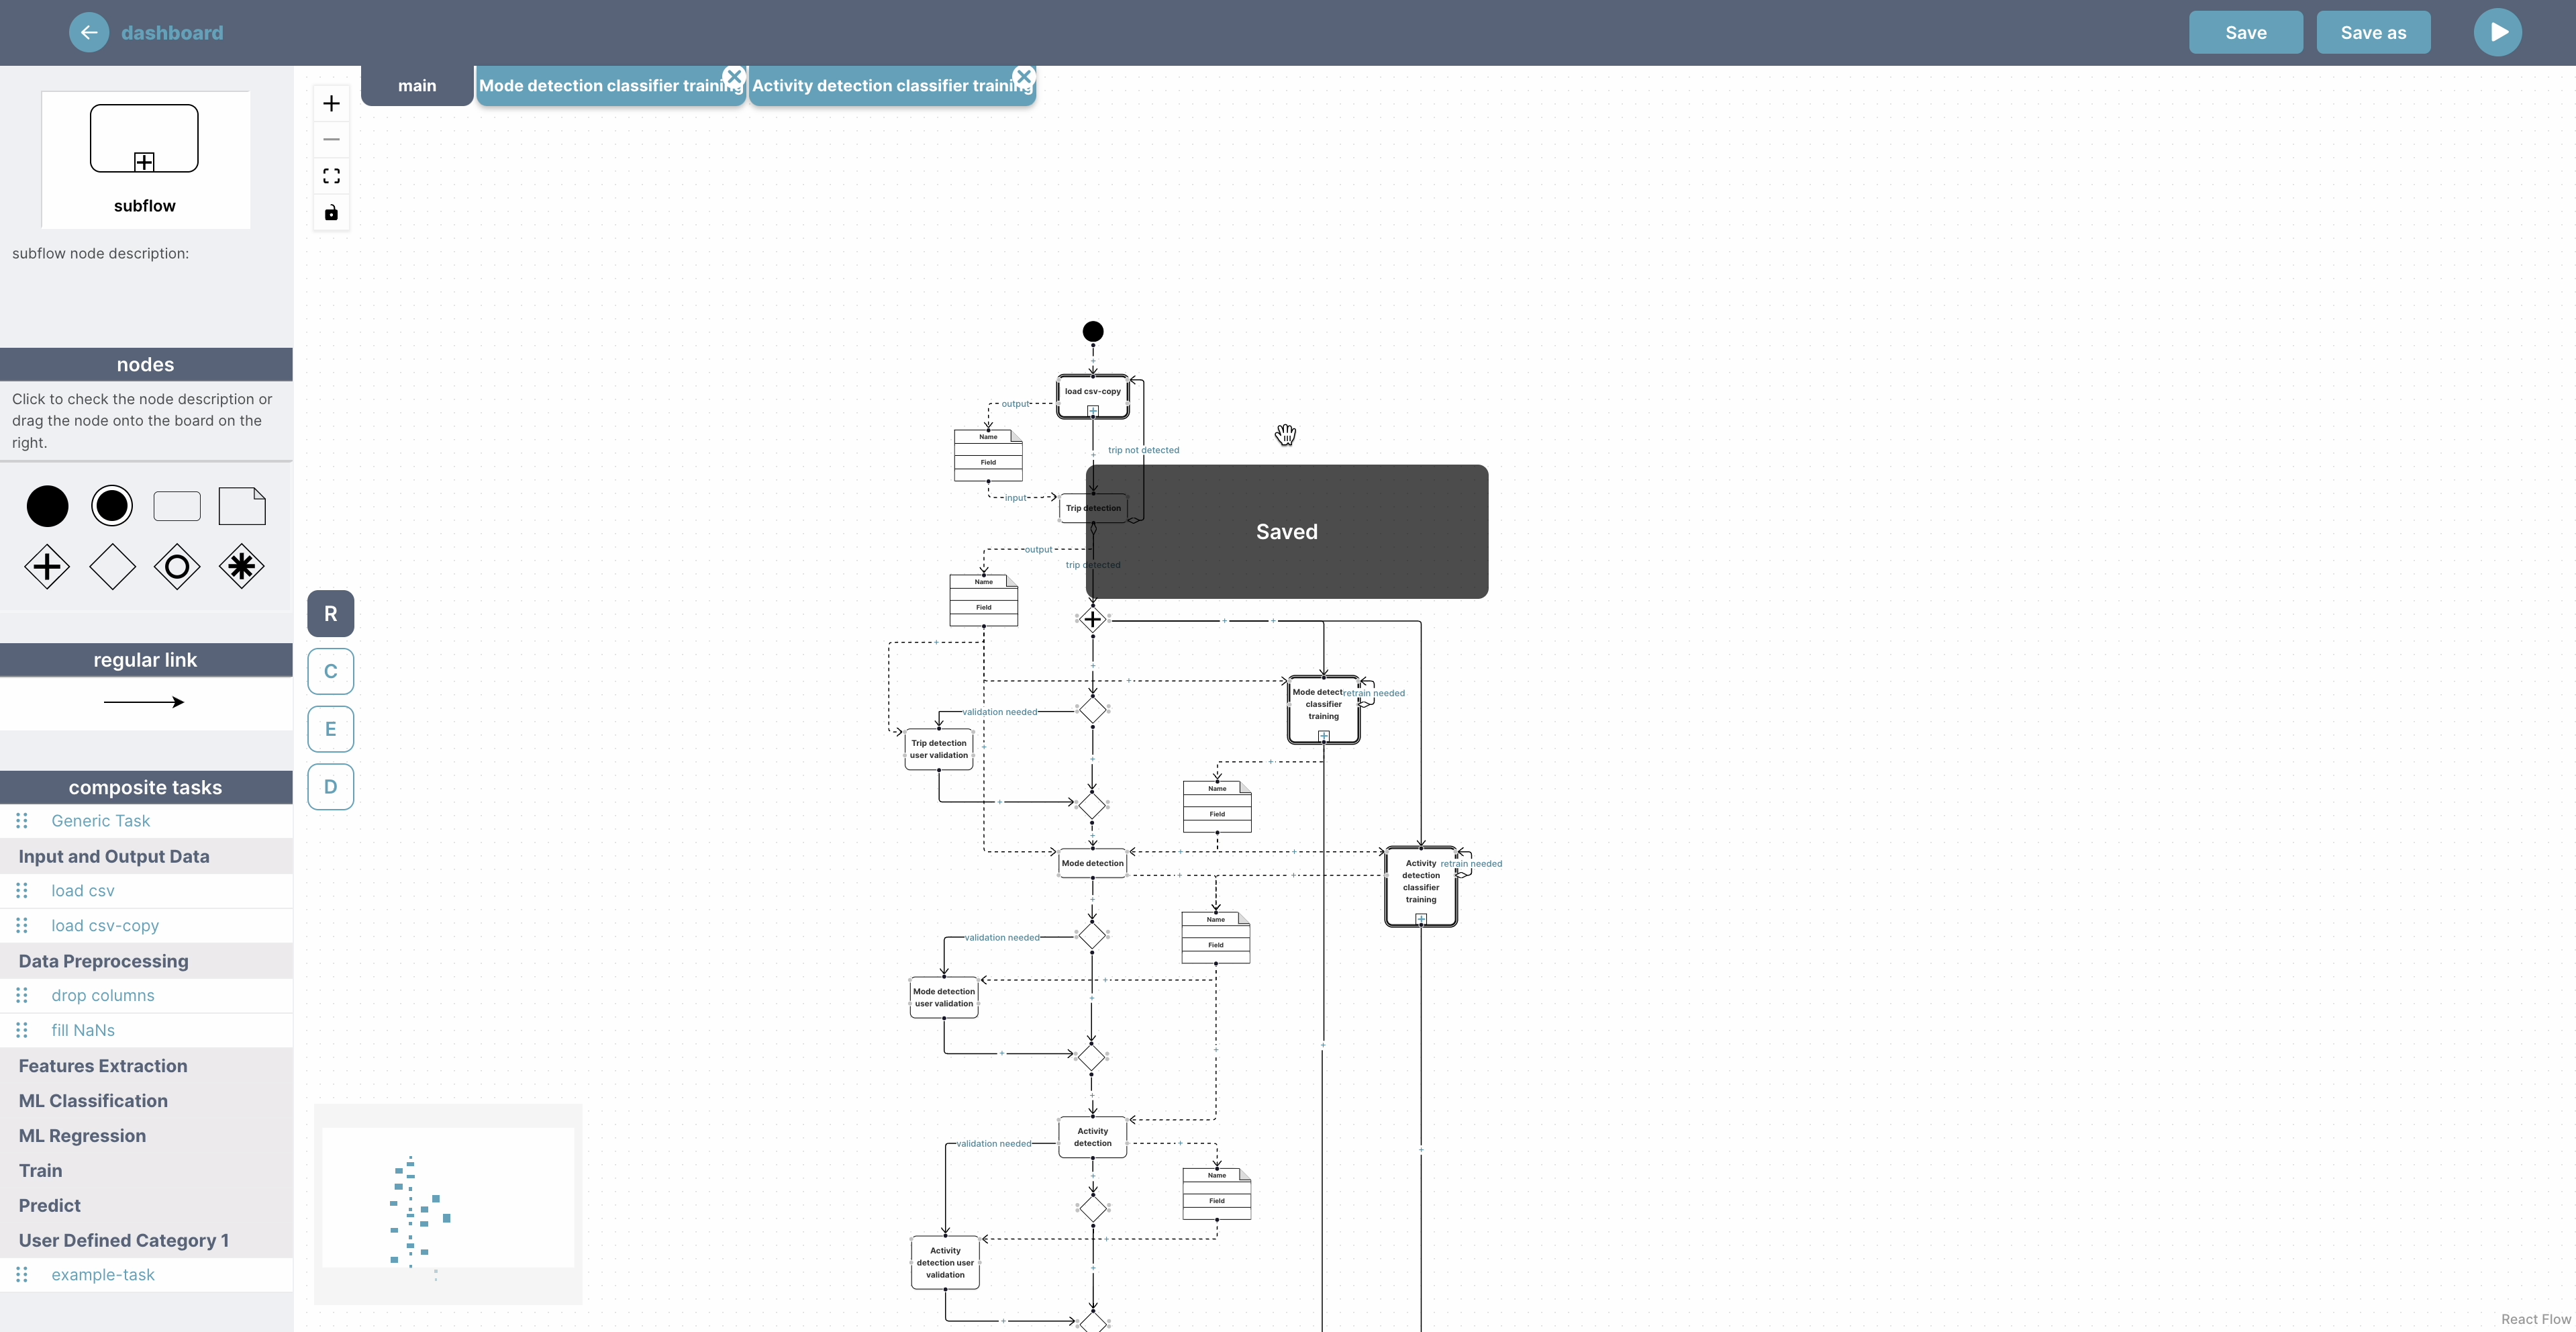 dashboard
Save
Save as
main
Mode detection classifier training
Activity detection classifier training
subflow
subflow node description:
nodes
Click to check the node description or
drag the node onto the board on the
right.
regular link
composite tasks
Generic Task
Input and Output Data
load csv
load csv-copy
Data Preprocessing
drop columns
fill NaNs
Features Extraction
ML Classification
ML Regression
Train
Predict
User Defined Category 1
example-task
R
C
E
D
load csv-copy
output
Name
Field
trip not detected
input
Trip detection
Saved
output
trip detected
Name
Field
Mode detect
classifier
training
retrain needed
validation needed
Trip detection
user validation
Name
Field
Mode detection
Activity
detection
classifier
training
retrain needed
Name
Field
validation needed
Mode detection
user validation
Activity
detection
validation needed
Name
Field
Activity
detection user
validation
React Flow